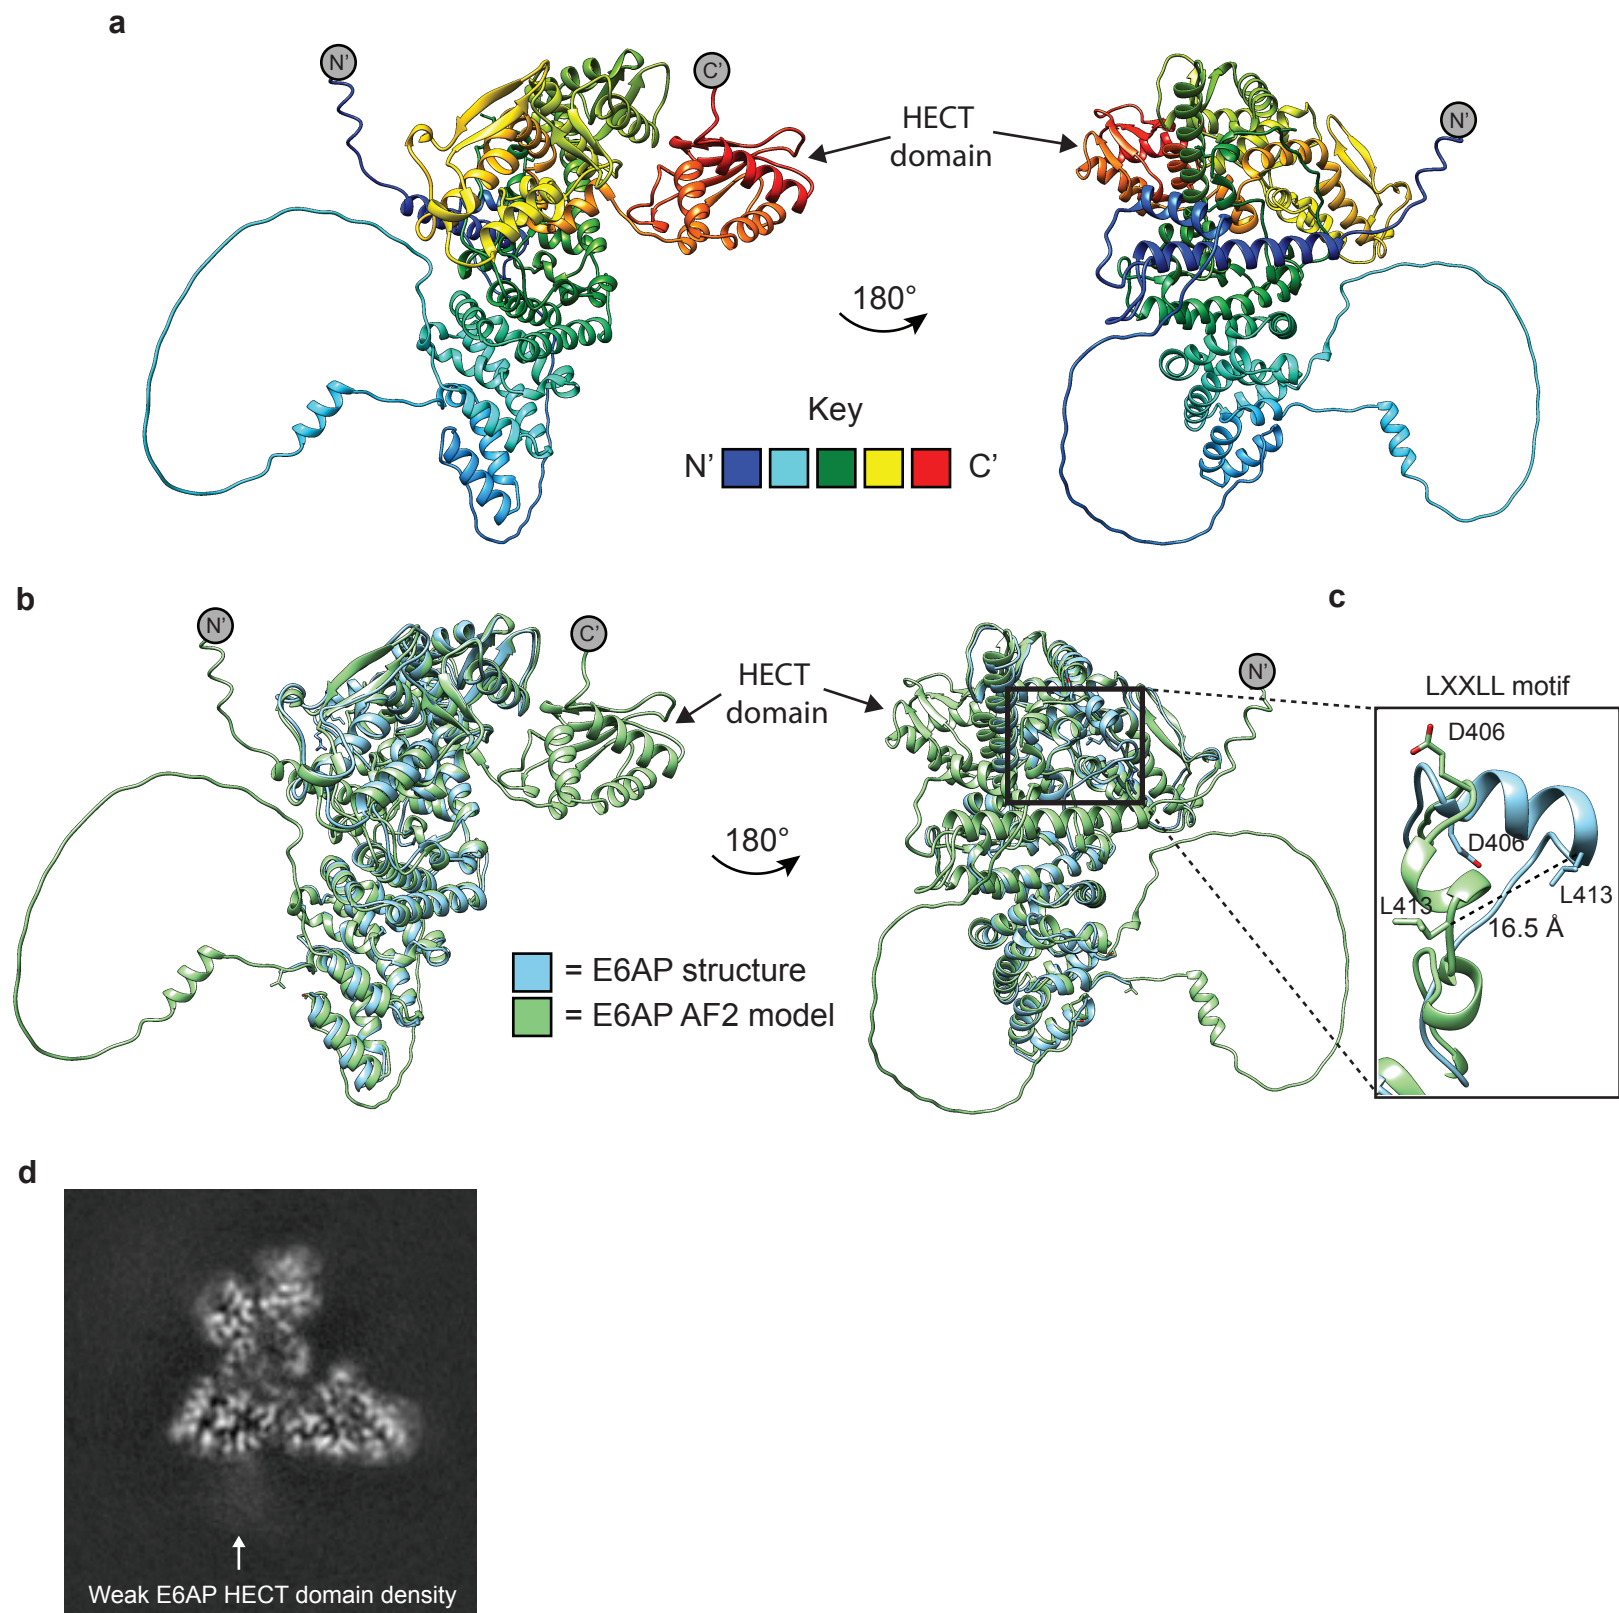 a
N'
C'
HECT
domain
N'
180°
Key
N'
C'
b
N'
C'
HECT
domain
N'
180°
= E6AP structure
= E6AP AF2 model
c
LXXLL motif
D406
D406
L413
L413
16.5 Å
d
Weak E6AP HECT domain density